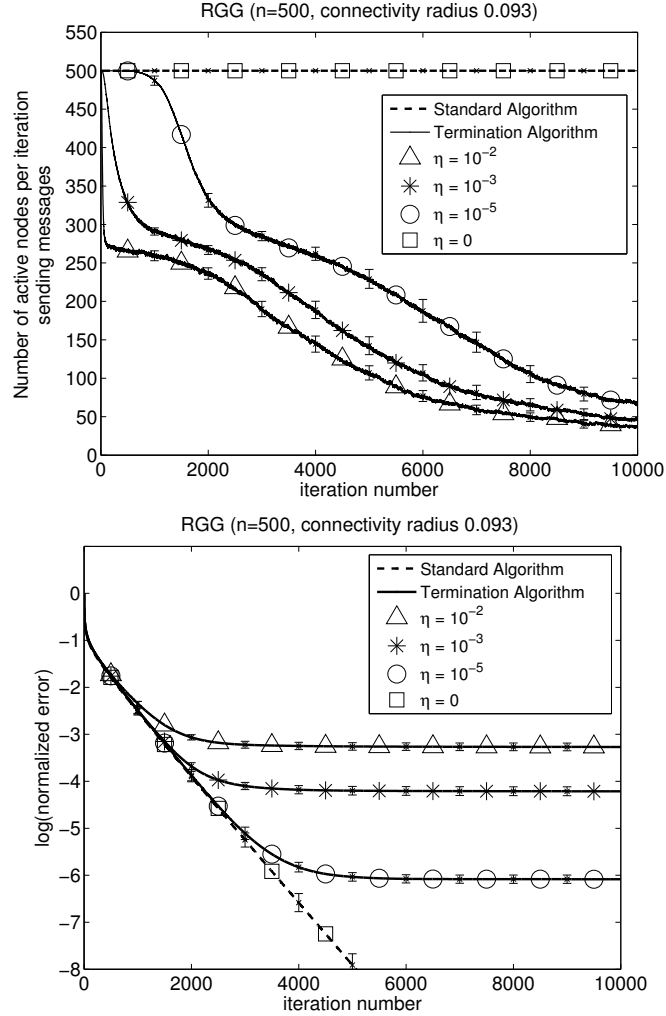 RGG (n=500, connectivity radius 0.093)
Number of active nodes per iteration
sending messages
550
500
450
400
350
300
250
200
150
100
50
0
Standard Algorithm
Termination Algorithm
η = 10⁻²
η = 10⁻³
η = 10⁻⁵
η = 0
0 2000 4000 6000 8000 10000
iteration number
RGG (n=500, connectivity radius 0.093)
log(normalized error)
0
−1
−2
−3
−4
−5
−6
−7
−8
Standard Algorithm
Termination Algorithm
η = 10⁻²
η = 10⁻³
η = 10⁻⁵
η = 0
0 2000 4000 6000 8000 10000
iteration number